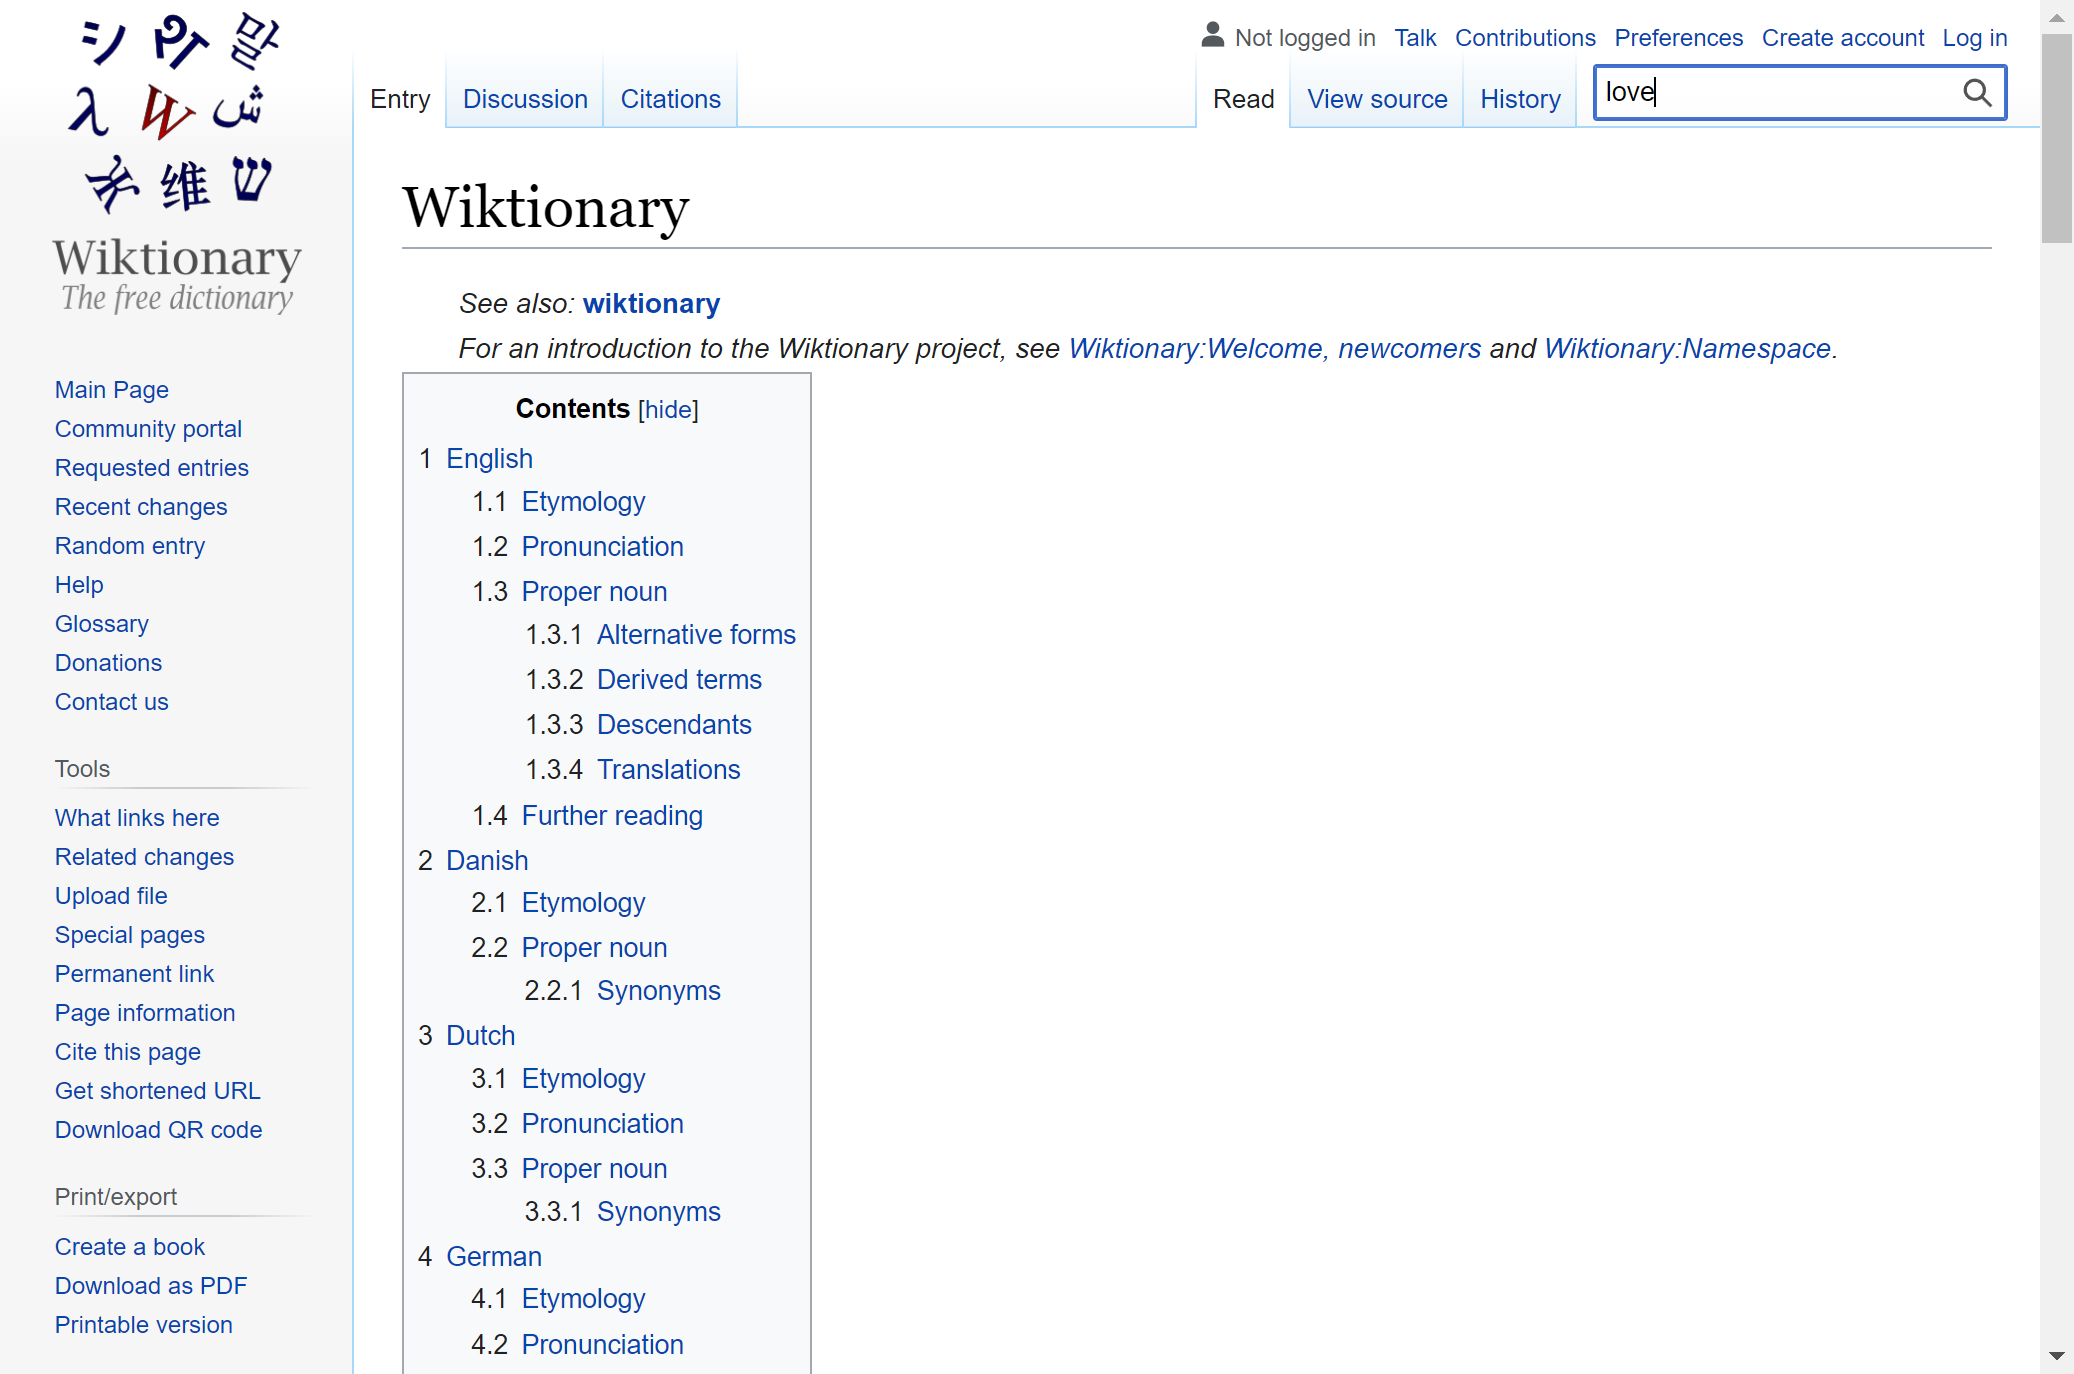 シ や 말
λ W ش
维 ש
Wiktionary
The free dictionary
Main Page
Community portal
Requested entries
Recent changes
Random entry
Help
Glossary
Donations
Contact us
Tools
What links here
Related changes
Upload file
Special pages
Permanent link
Page information
Cite this page
Get shortened URL
Download QR code
Print/export
Create a book
Download as PDF
Printable version
Not logged in Talk Contributions Preferences Create account Log in
Entry Discussion Citations Read View source History love
Wiktionary
See also: wiktionary
For an introduction to the Wiktionary project, see Wiktionary:Welcome, newcomers and Wiktionary:Namespace.
Contents [hide]
1 English
1.1 Etymology
1.2 Pronunciation
1.3 Proper noun
1.3.1 Alternative forms
1.3.2 Derived terms
1.3.3 Descendants
1.3.4 Translations
1.4 Further reading
2 Danish
2.1 Etymology
2.2 Proper noun
2.2.1 Synonyms
3 Dutch
3.1 Etymology
3.2 Pronunciation
3.3 Proper noun
3.3.1 Synonyms
4 German
4.1 Etymology
4.2 Pronunciation